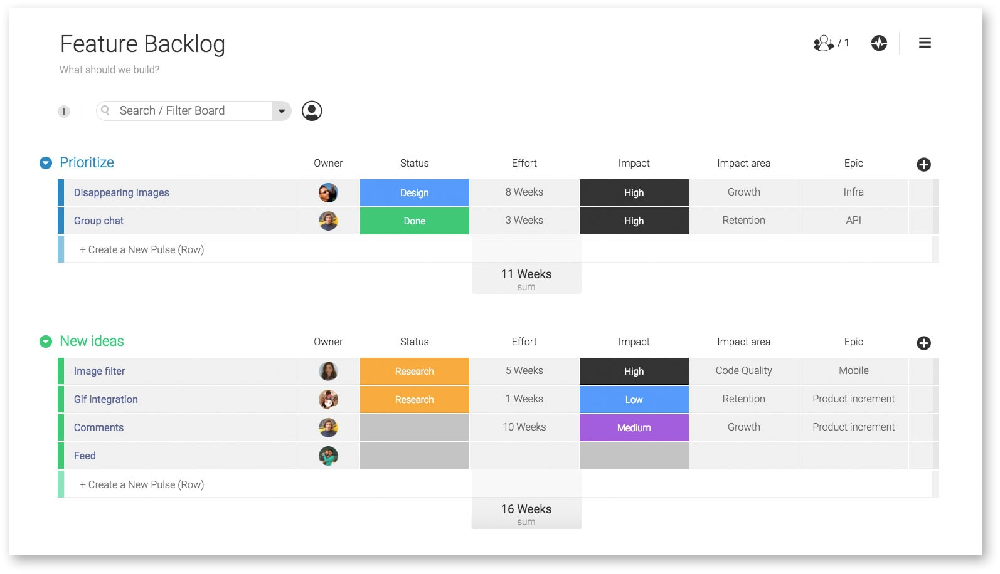 Feature Backlog
/ 1
What should we build?
Search / Filter Board
Prioritize Owner Status Effort Impact Impact area Epic
Disappearing images Design 8 Weeks High Growth Infra
Group chat Done 3 Weeks High Retention API
+ Create a New Pulse (Row)
11 Weeks
sum
New ideas Owner Status Effort Impact Impact area Epic
Image filter Research 5 Weeks High Code Quality Mobile
Gif integration Research 1 Weeks Low Retention Product increment
Comments 10 Weeks Medium Growth Product increment
Feed
+ Create a New Pulse (Row)
16 Weeks
sum